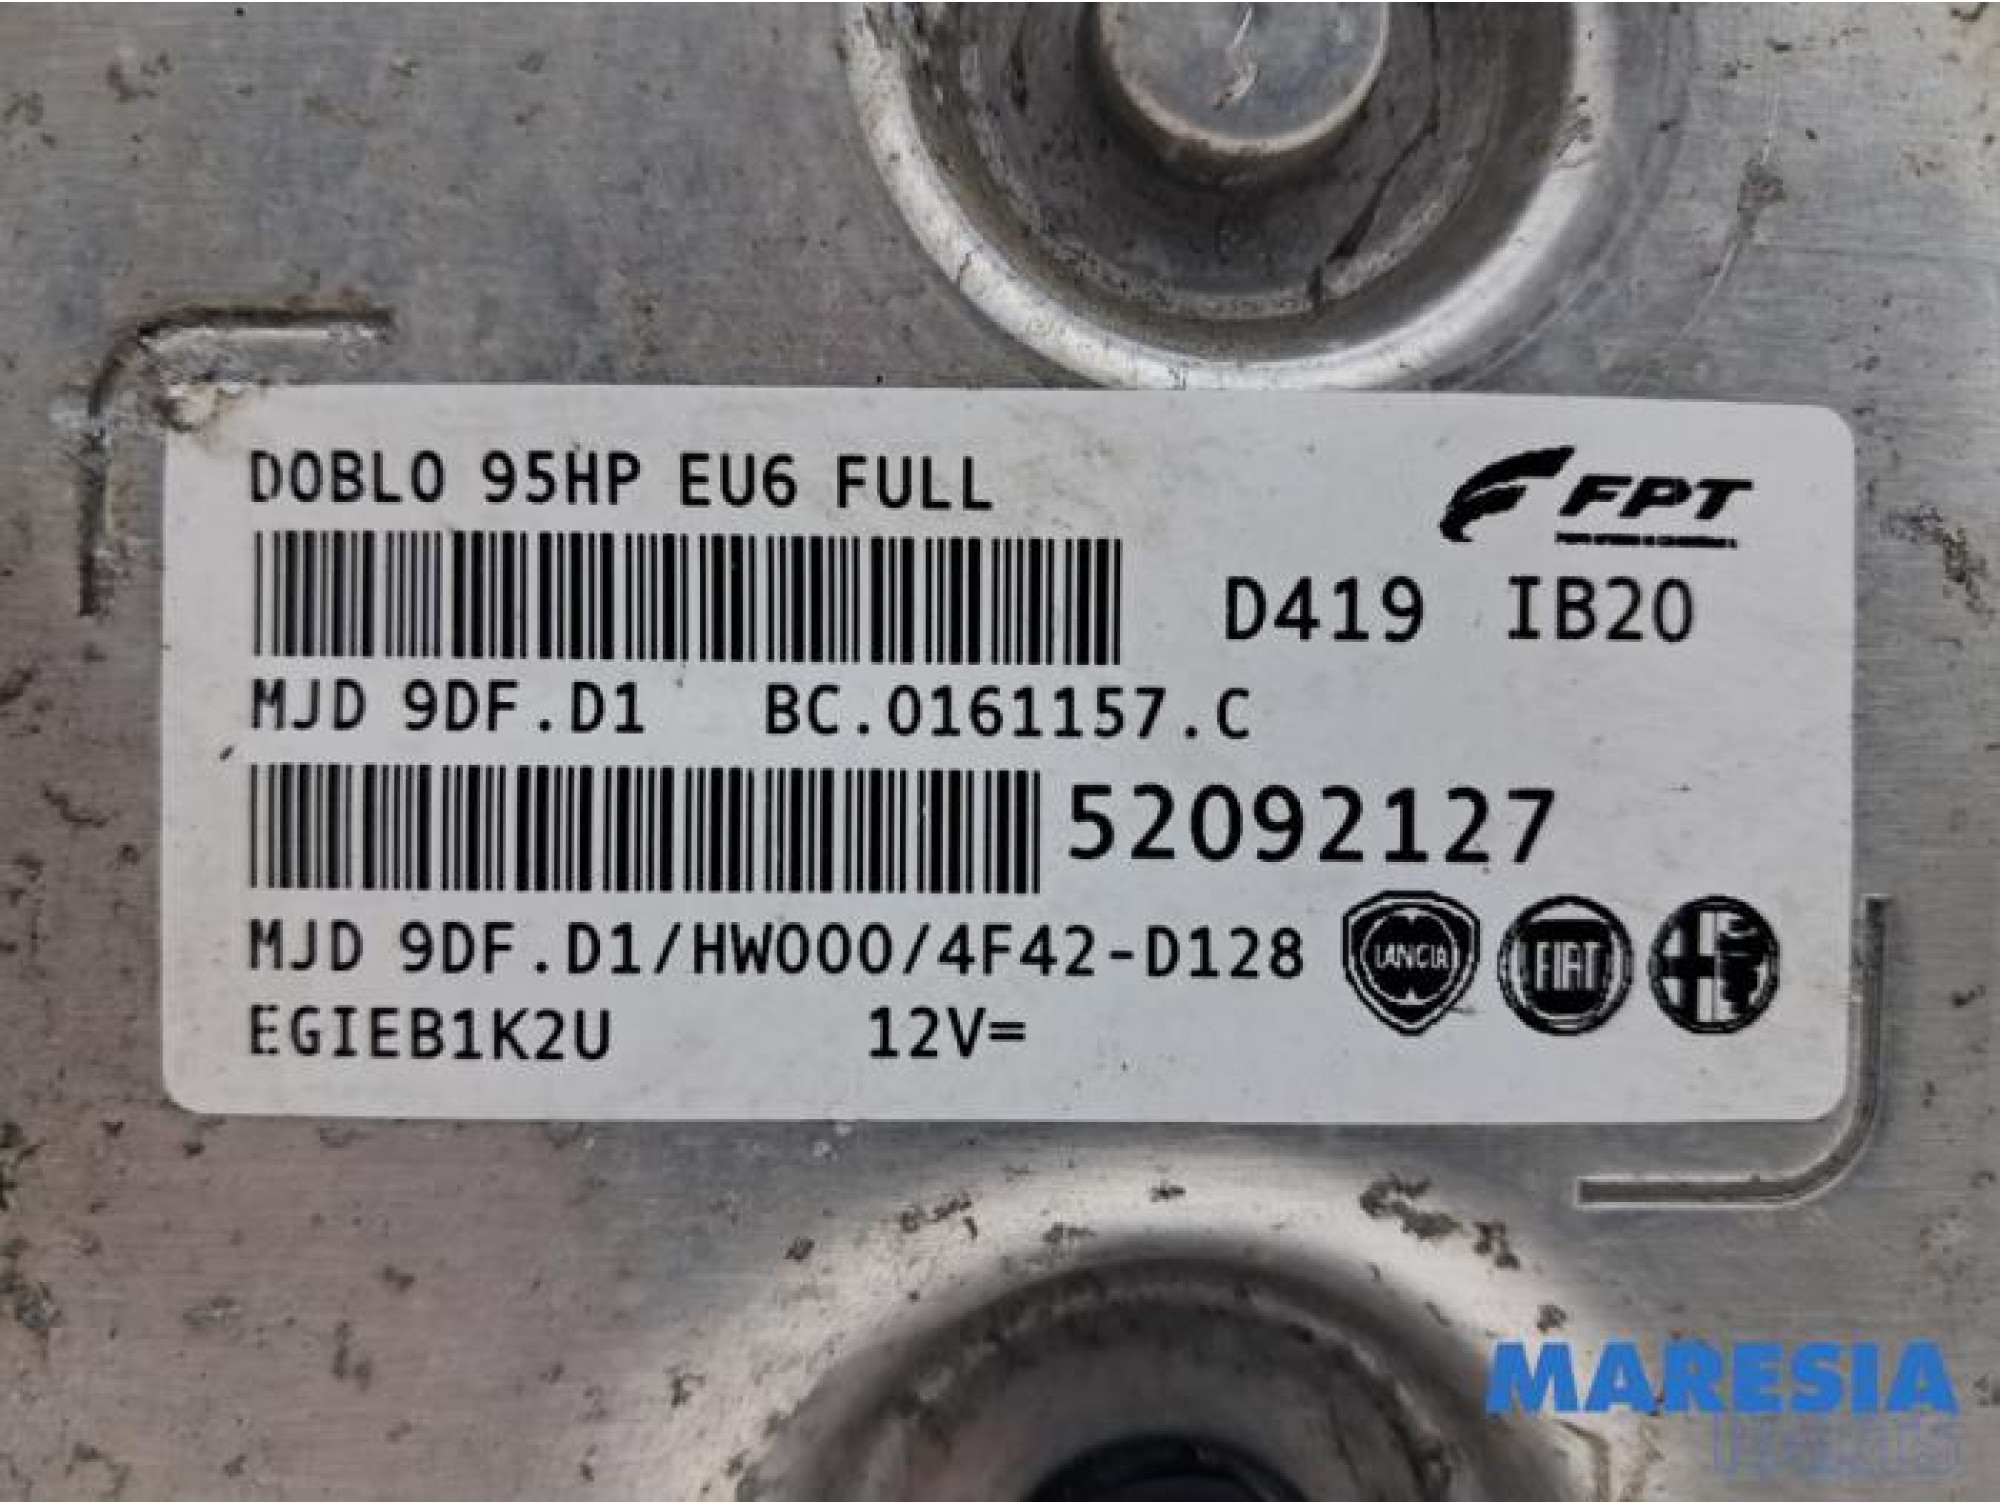 DOBLO 95HP EU6 FULL
FPT
D419 IB20
MJD 9DF.D1 BC.0161157.C
52092127
MJD 9DF.D1/HW000/4F42-D128
LANCIA
FIAT
EGIEB1K2U 12V=
MARESIA
parts